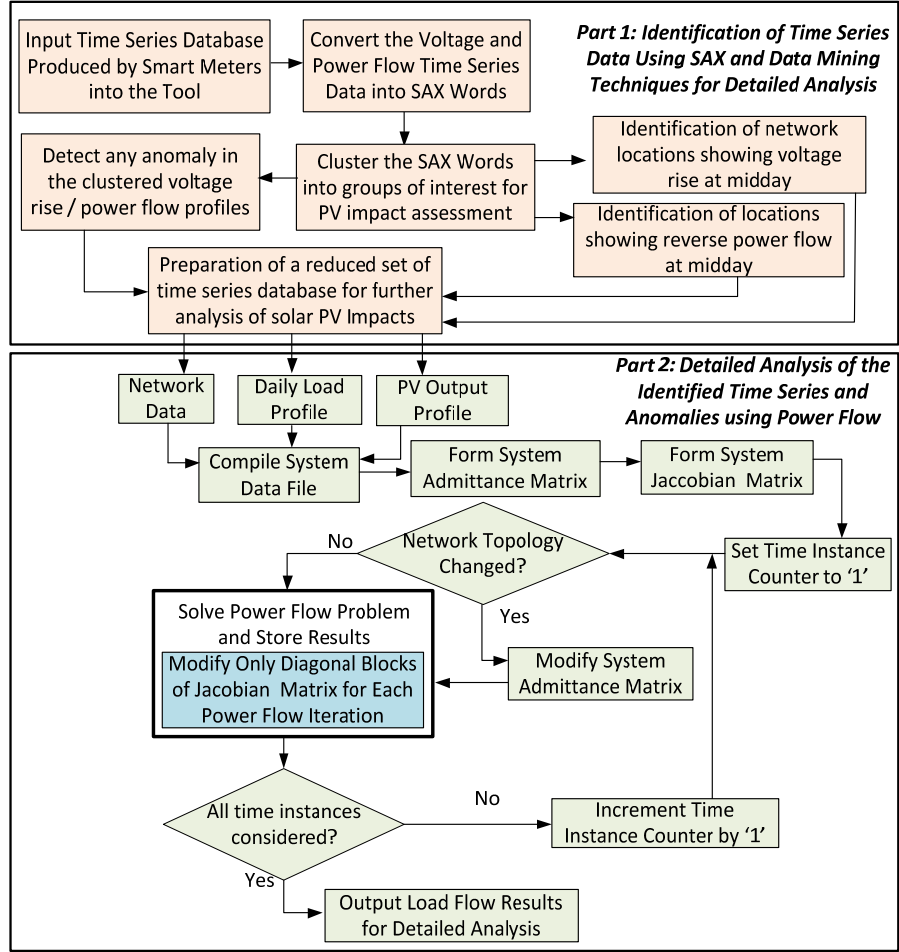 Input Time Series Database
Produced by Smart Meters
into the Tool
Convert the Voltage and
Power Flow Time Series
Data into SAX Words
Part 1: Identification of Time Series
Data Using SAX and Data Mining
Techniques for Detailed Analysis
Detect any anomaly in
the clustered voltage
rise / power flow profiles
Cluster the SAX Words
into groups of interest for
PV impact assessment
Identification of network
locations showing voltage
rise at midday
Identification of locations
showing reverse power flow
at midday
Preparation of a reduced set of
time series database for further
analysis of solar PV Impacts
Part 2: Detailed Analysis of the
Identified Time Series and
Anomalies using Power Flow
Network
Data
Daily Load
Profile
PV Output
Profile
Compile System
Data File
Form System
Admittance Matrix
Form System
Jaccobian Matrix
Set Time Instance
Counter to ‘1’
Network Topology
Changed?
No
Yes
Solve Power Flow Problem
and Store Results
Modify Only Diagonal Blocks
of Jacobian Matrix for Each
Power Flow Iteration
Modify System
Admittance Matrix
All time instances
considered?
No
Increment Time
Instance Counter by ‘1’
Yes
Output Load Flow Results
for Detailed Analysis